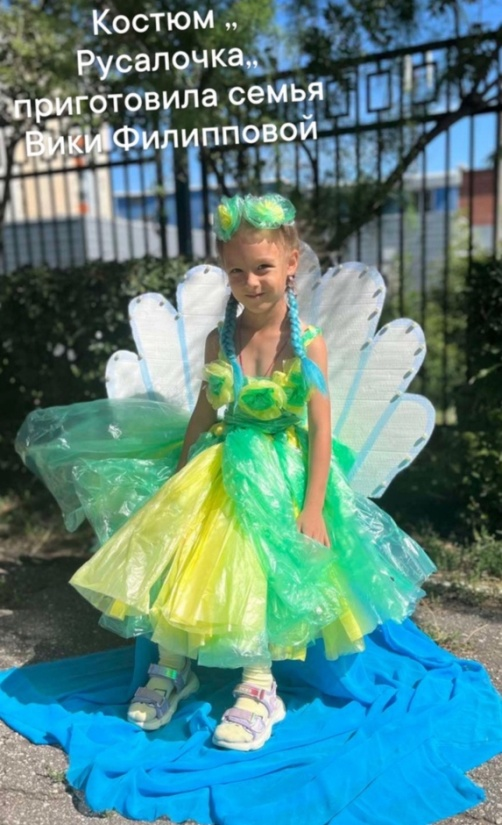 Костюм „
Русалочка„
приготовила семья
Вики Филипповой